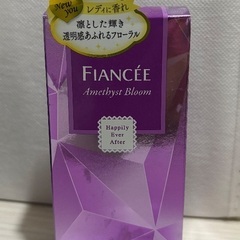 New
you
レディに香れ
凛とした輝き
透明感あふれるフローラル
FIANCÉE
Amethyst Bloom
Happily
Ever
After